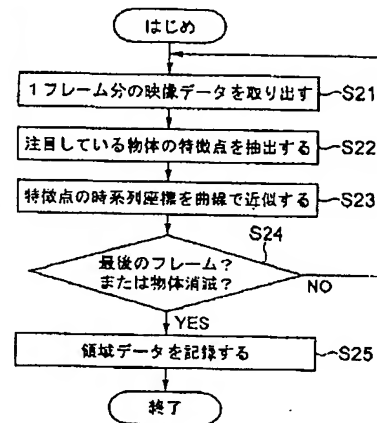 はじめ
1フレーム分の映像データを取り出す
S21
注目している物体の特徴点を抽出する
S22
特徴点の時系列座標を曲線で近似する
S23
S24
最後のフレーム?
または物体消滅?
NO
YES
領域データを記録する
S25
終了